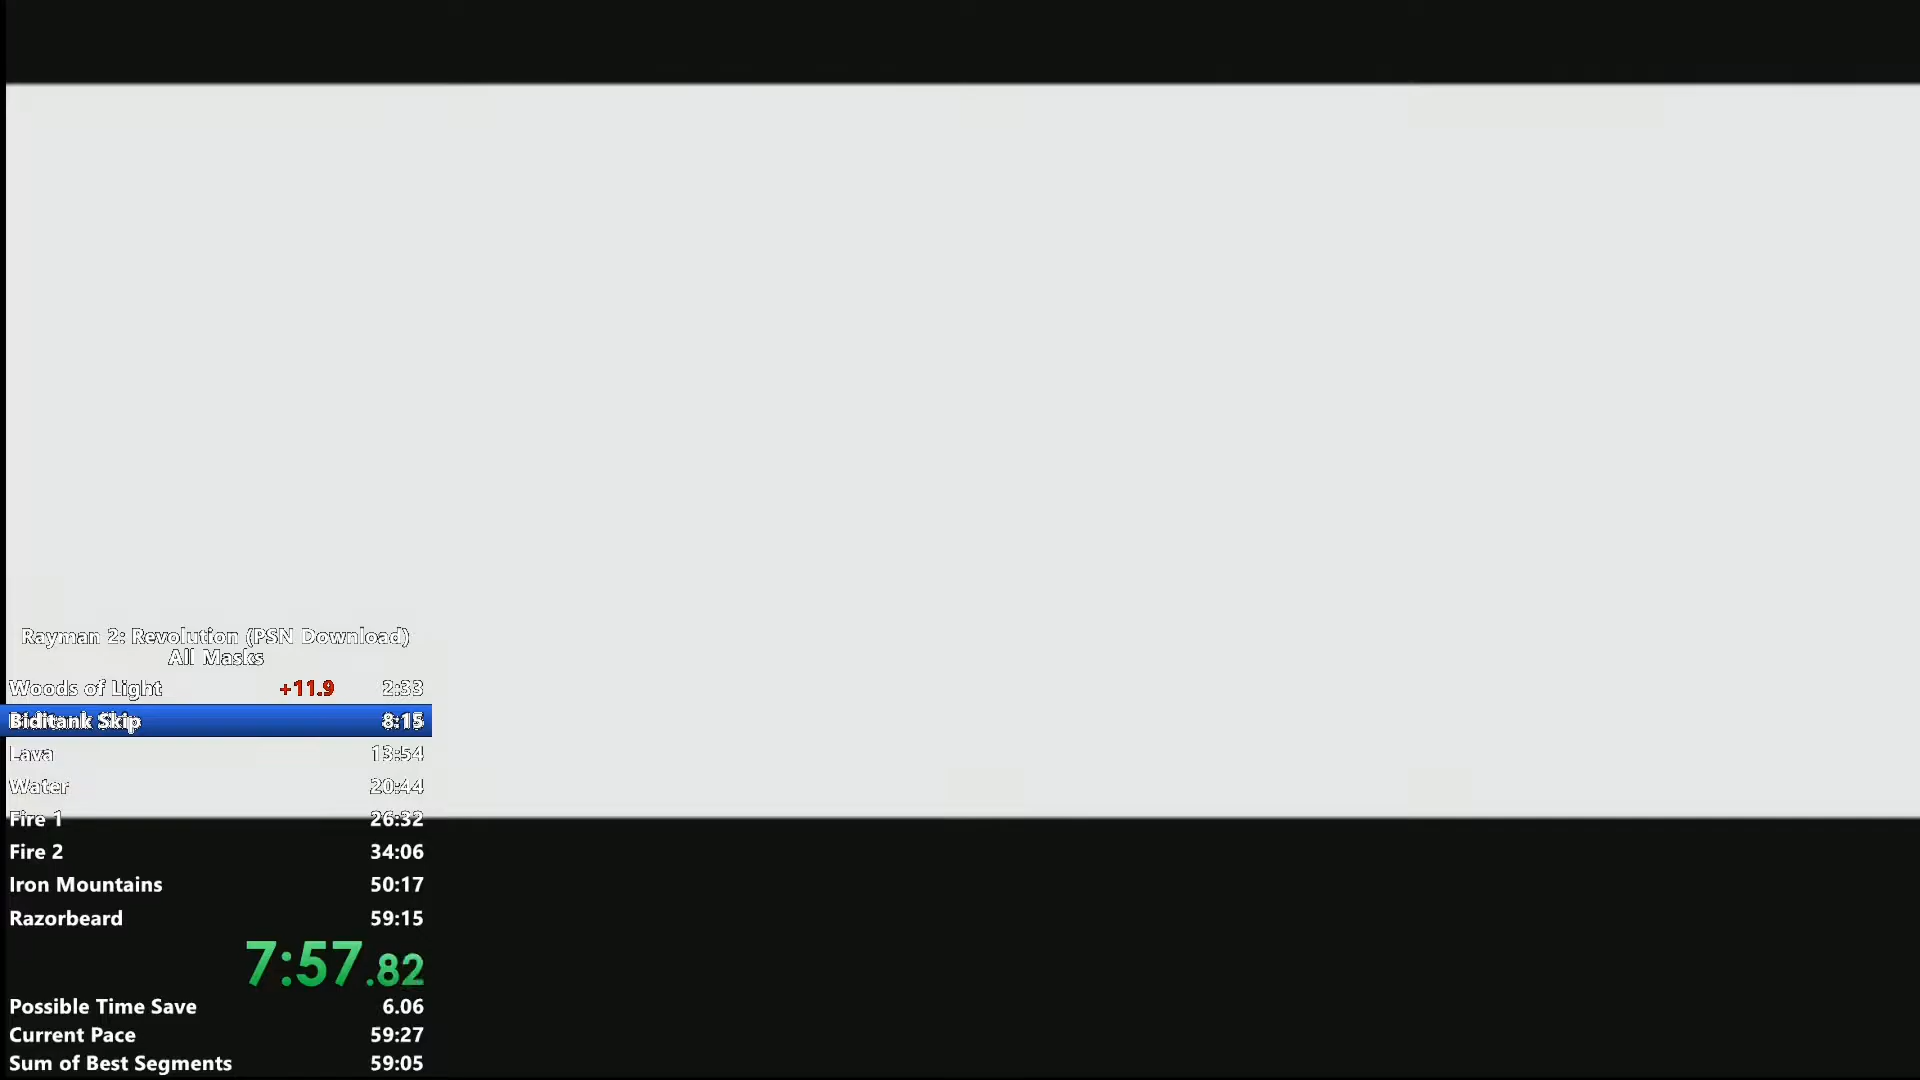 Rayman 2: Revolution (PSN Download)
All Masks
Woods of Light +11.9 2:33
Biditank Skip 8:15
Lava 13:54
Water 20:44
Fire 1 26:32
Fire 2 34:06
Iron Mountains 50:17
Razorbeard 59:15
7:57.82
Possible Time Save 6.06
Current Pace 59:27
Sum of Best Segments 59:05